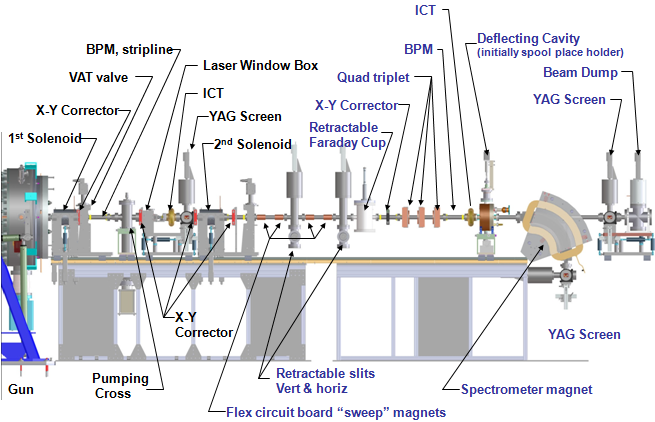 ICT
Deflecting Cavity
(initially spool place holder)
BPM, stripline
BPM
Laser Window Box
Beam Dump
VAT valve
Quad triplet
ICT
YAG Screen
X-Y Corrector
X-Y Corrector
YAG Screen
1st Solenoid
2nd Solenoid
Retractable
Faraday Cup
X-Y
Corrector
YAG Screen
Gun
Pumping
Cross
Retractable slits
Vert & horiz
Spectrometer magnet
Flex circuit board “sweep” magnets